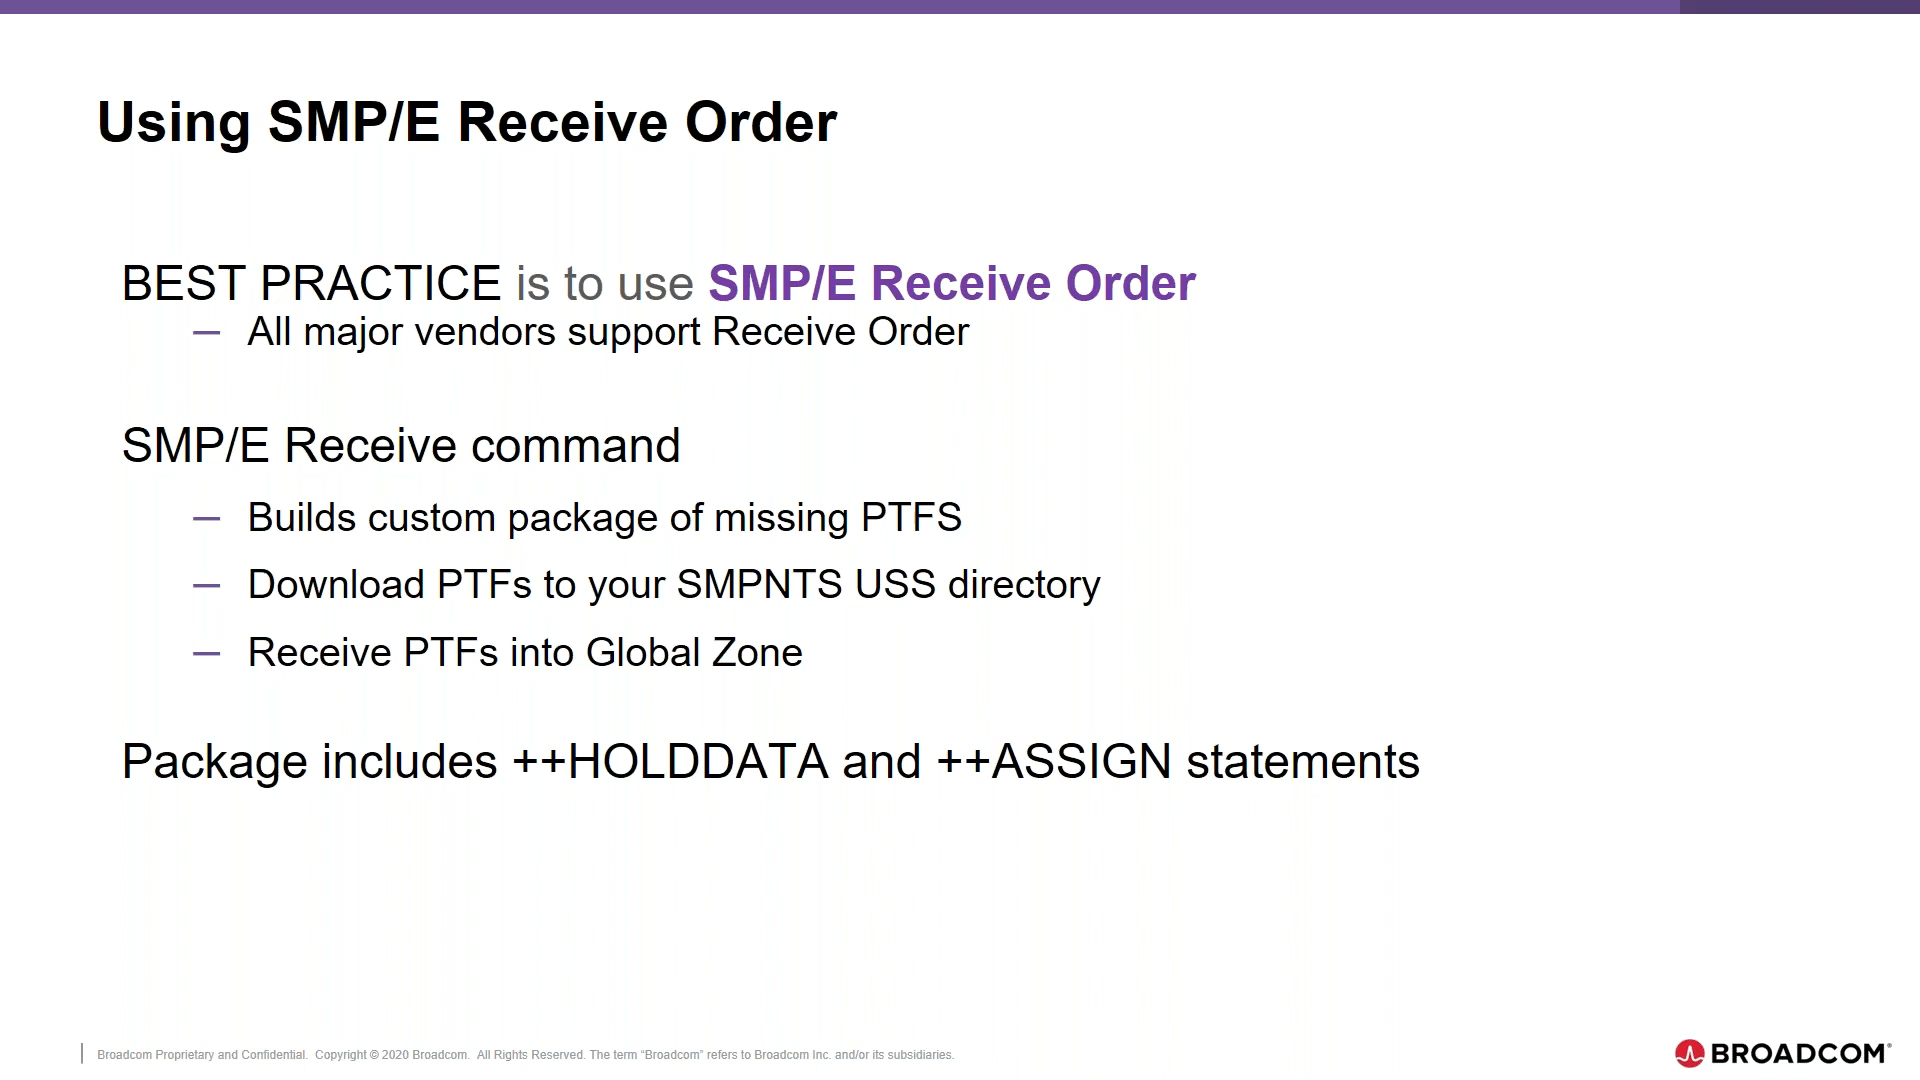 Using SMP/E Receive Order
BEST PRACTICE is to use SMP/E Receive Order
– All major vendors support Receive Order
SMP/E Receive command
– Builds custom package of missing PTFS
– Download PTFs to your SMPNTS USS directory
– Receive PTFs into Global Zone
Package includes ++HOLDDATA and ++ASSIGN statements
Broadcom Proprietary and Confidential. Copyright © 2020 Broadcom. All Rights Reserved. The term “Broadcom” refers to Broadcom Inc. and/or its subsidiaries.
BROADCOM®